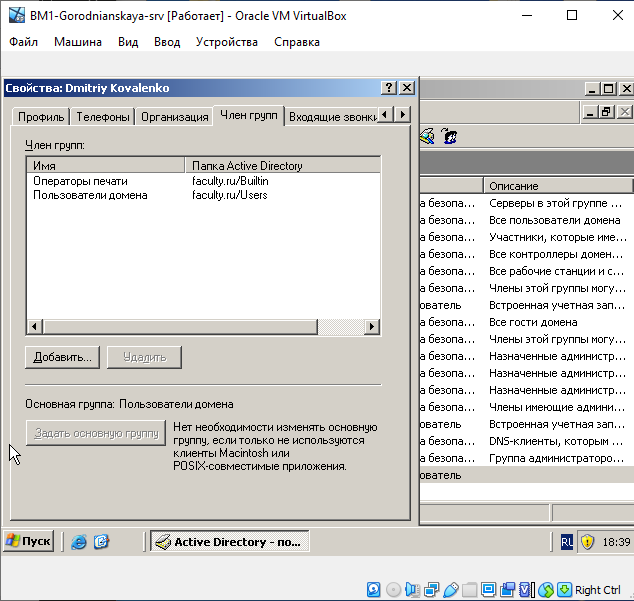 BM1-Gorodnianskaya-srv [Работает] - Oracle VM VirtualBox
Файл Машина Вид Ввод Устройства Справка
Свойства: Dmitriy Kovalenko
Профиль Телефоны Организация Член групп Входящие звонки
Член групп:
Имя Папка Active Directory
Операторы печати faculty.ru/Builtin
Пользователи домена faculty.ru/Users
Добавить... Удалить
Основная группа: Пользователи домена
Задать основную группу
Нет необходимости изменять основную
группу, если только не используются
клиенты Macintosh или
POSIX-совместимые приложения.
Описание
а безопа... Серверы в этой группе ...
а безопа... Все пользователи домена
а безопа... Участники, которые име...
а безопа... Все контроллеры домен...
а безопа... Все рабочие станции и с...
а безопа... Члены этой группы могу...
ователь Встроенная учетная зап...
а безопа... Все гости домена
а безопа... Члены этой группы могу...
а безопа... Назначенные администр...
а безопа... Назначенные администр...
а безопа... Назначенные администр...
а безопа... Члены имеющие админи...
ователь Встроенная учетная зап...
а безопа... DNS-клиенты, которым ...
а безопа... Группа администраторо...
ователь
Пуск Active Directory - по... RU 18:39
Right Ctrl